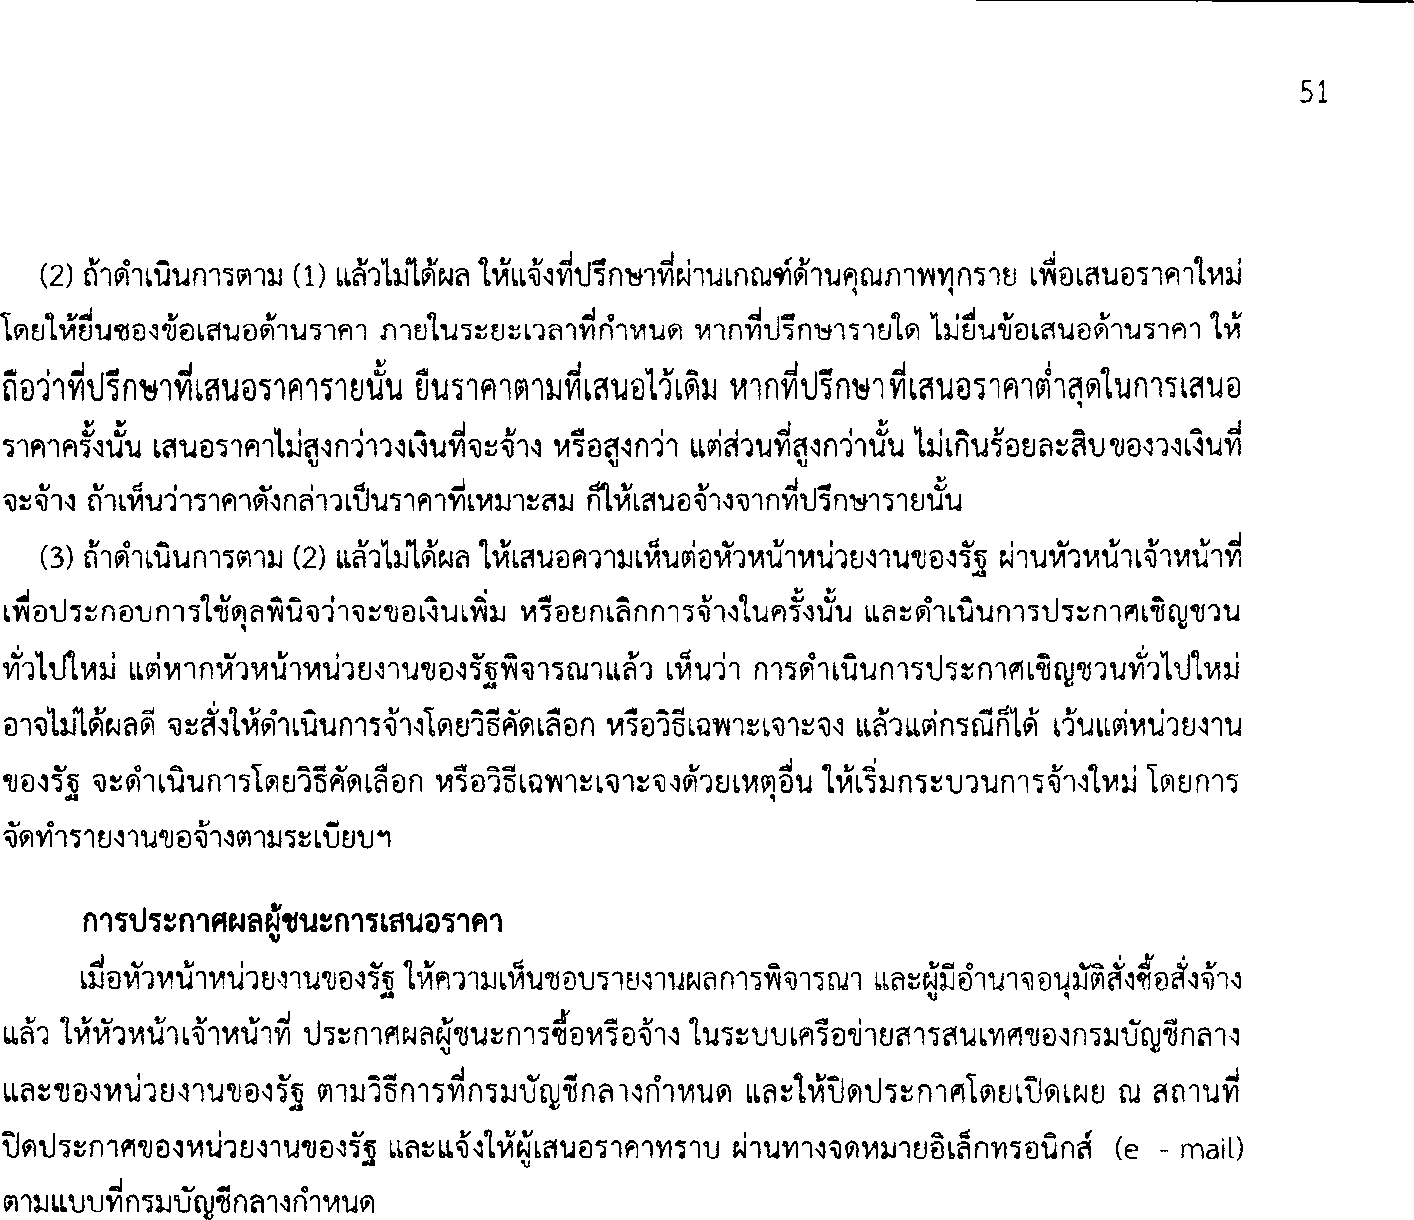 51
(2) ถ้าดำเนินการตาม (1) แล้วไม่ได้ผล ให้แจ้งที่ปรึกษาที่ผ่านเกณฑ์ด้านคุณภาพทุกราย เพื่อเสนอราคาใหม่
โดยให้ยื่นซองข้อเสนอด้านราคา ภายในระยะเวลาที่กำหนด หากที่ปรึกษารายใด ไม่ยื่นข้อเสนอด้านราคา ให้
ถือว่าที่ปรึกษาที่เสนอราคารายนั้น ยืนราคาตามที่เสนอไว้เดิม หากที่ปรึกษาที่เสนอราคาต่ำสุดในการเสนอ
ราคาครั้งนั้น เสนอราคาไม่สูงกว่าวงเงินที่จะจ้าง หรือสูงกว่า แต่ส่วนที่สูงกว่านั้น ไม่เกินร้อยละสิบของวงเงินที่
จะจ้าง ถ้าเห็นว่าราคาดังกล่าวเป็นราคาที่เหมาะสม ก็ให้เสนอจ้างจากที่ปรึกษารายนั้น
(3) ถ้าดำเนินการตาม (2) แล้วไม่ได้ผล ให้เสนอความเห็นต่อหัวหน้าหน่วยงานของรัฐ ผ่านหัวหน้าเจ้าหน้าที่
เพื่อประกอบการใช้ดุลพินิจว่าจะขอเงินเพิ่ม หรือยกเลิกการจ้างในครั้งนั้น และดำเนินการประกาศเชิญชวน
ทั่วไปใหม่ แต่หากหัวหน้าหน่วยงานของรัฐพิจารณาแล้ว เห็นว่า การดำเนินการประกาศเชิญชวนทั่วไปใหม่
อาจไม่ได้ผลดี จะสั่งให้ดำเนินการจ้างโดยวิธีคัดเลือก หรือวิธีเฉพาะเจาะจง แล้วแต่กรณีก็ได้ เว้นแต่หน่วยงาน
ของรัฐ จะดำเนินการโดยวิธีคัดเลือก หรือวิธีเฉพาะเจาะจงด้วยเหตุอื่น ให้เริ่มกระบวนการจ้างใหม่ โดยการ
จัดทำรายงานขอจ้างตามระเบียบฯ
การประกาศผลผู้ชนะการเสนอราคา
เมื่อหัวหน้าหน่วยงานของรัฐ ให้ความเห็นชอบรายงานผลการพิจารณา และผู้มีอำนาจอนุมัติสั่งซื้อสั่งจ้าง
แล้ว ให้หัวหน้าเจ้าหน้าที่ ประกาศผลผู้ชนะการซื้อหรือจ้าง ในระบบเครือข่ายสารสนเทศของกรมบัญชีกลาง
และของหน่วยงานของรัฐ ตามวิธีการที่กรมบัญชีกลางกำหนด และให้ปิดประกาศโดยเปิดเผย ณ สถานที่
ปิดประกาศของหน่วยงานของรัฐ และแจ้งให้ผู้เสนอราคาทราบ ผ่านทางจดหมายอิเล็กทรอนิกส์ (e - mail)
ตามแบบที่กรมบัญชีกลางกำหนด